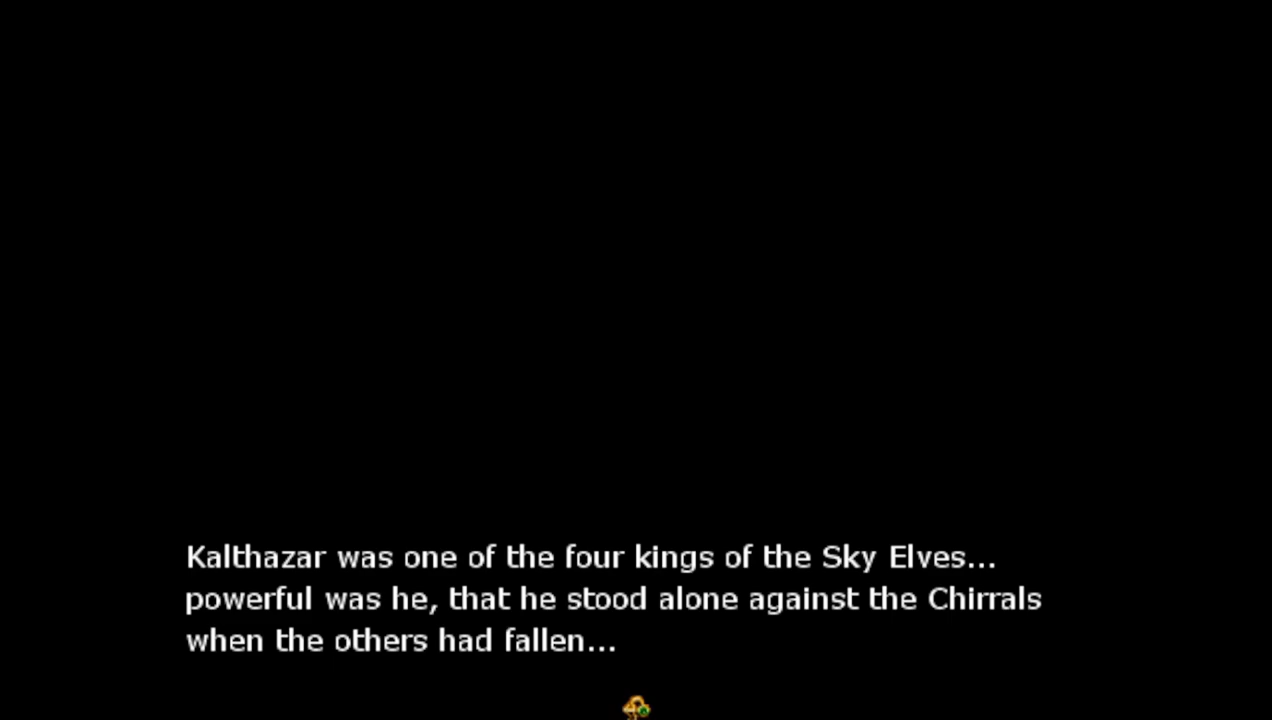 Kalthazar was one of the four kings of the Sky Elves...
powerful was he, that he stood alone against the Chirrals
when the others had fallen...